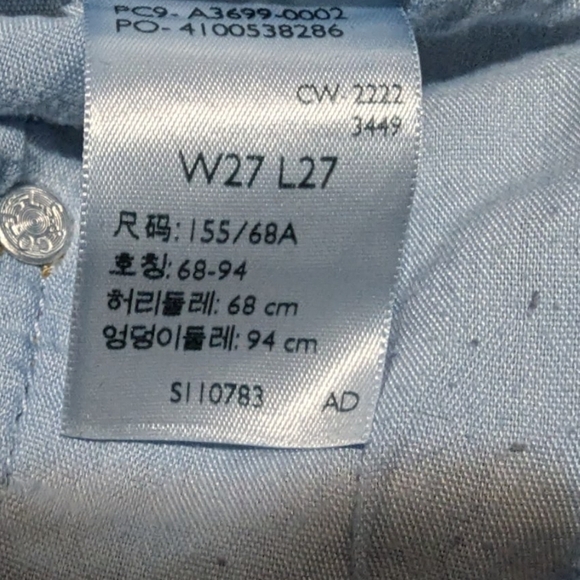 PC9- A3699-0002
PO- 4100538286
CW- 2222
3449
W27 L27
尺码: 155/68A
호칭: 68-94
허리둘레: 68 cm
엉덩이둘레: 94 cm
S110783 AD